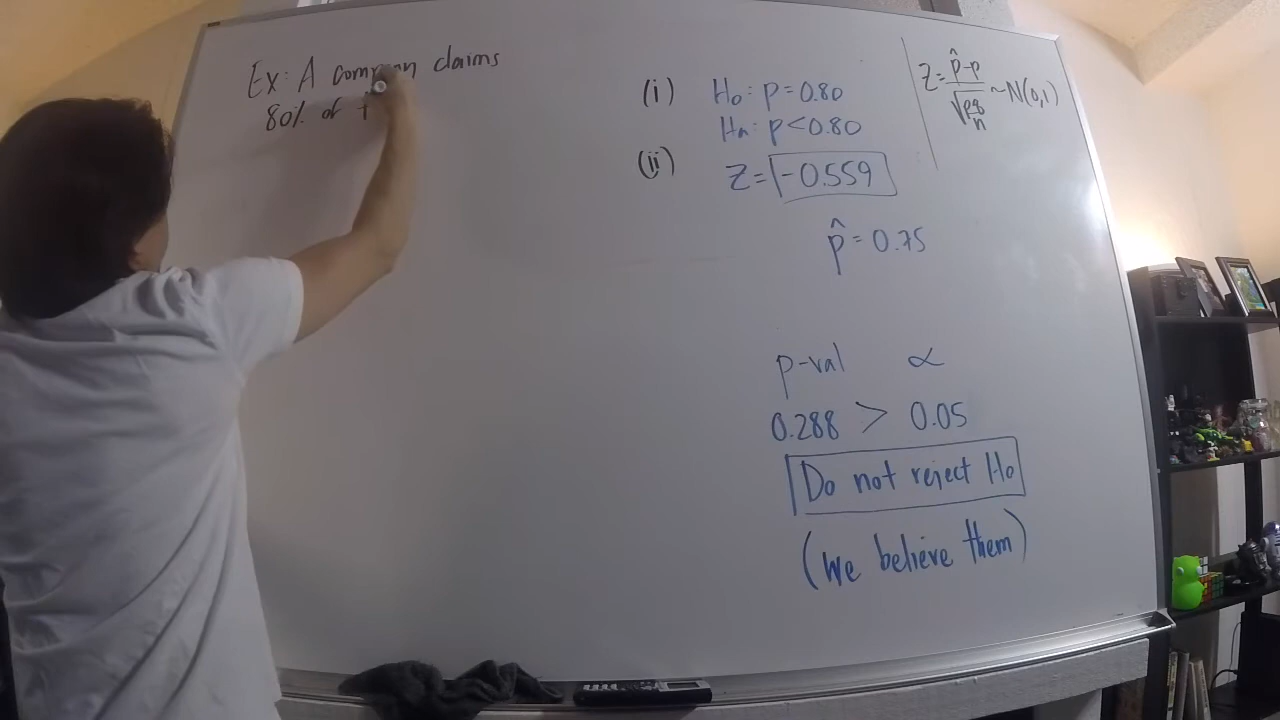 Ex: A company claims
80% of
(i) H₀: p = 0.80
Hₐ: p < 0.80
(ii) Z = -0.559
p̂ = 0.75
p-val α
0.288 > 0.05
Do not reject H₀
(We believe them)
Z = p̂-p / √pq/n ~ N(0,1)